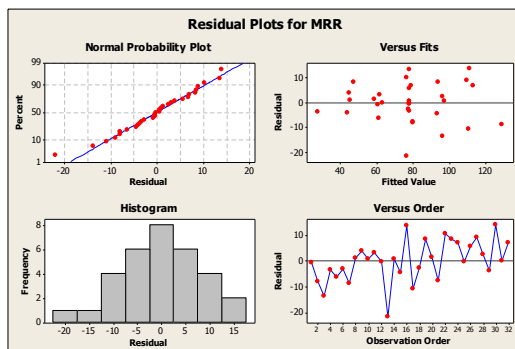 Residual Plots for MRR
Normal Probability Plot
99
90
50
10
1
Percent
-20 -10 0 10 20
Residual
Versus Fits
10
0
-10
-20
Residual
40 60 80 100 120
Fitted Value
Histogram
8
6
4
2
0
Frequency
-20 -15 -10 -5 0 5 10 15
Residual
Versus Order
10
0
-10
-20
Residual
2 4 6 8 10 12 14 16 18 20 22 24 26 28 30 32
Observation Order